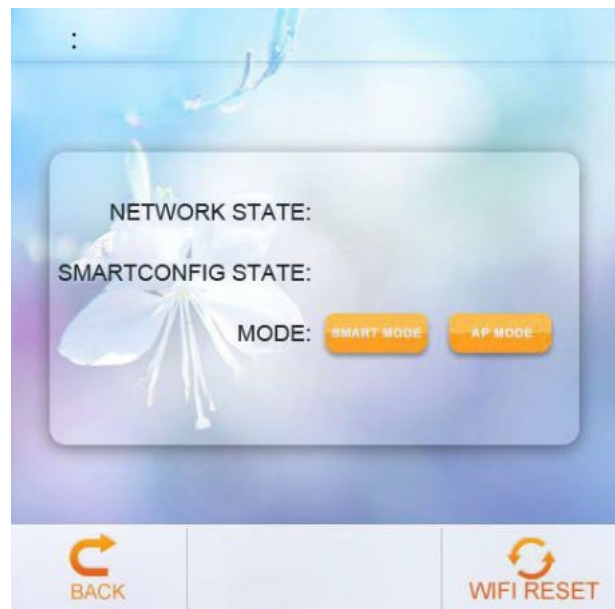 :
NETWORK STATE:
SMARTCONFIG STATE:
MODE: SMART MODE AP MODE
BACK WIFI RESET